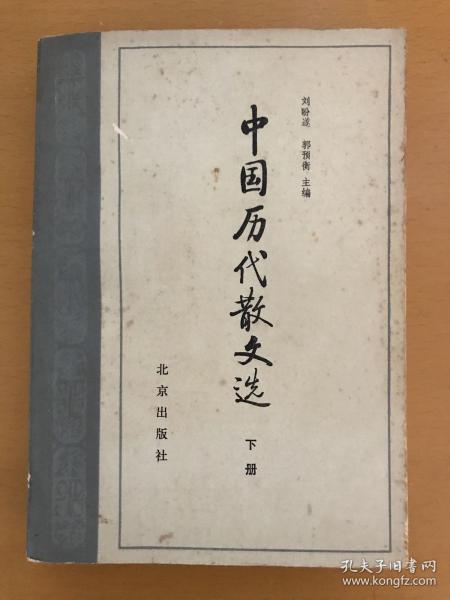 刘盼遂 郭预衡 主编
中国历代散文选
下册
北京出版社
孔夫子旧书网
www.kongfz.com